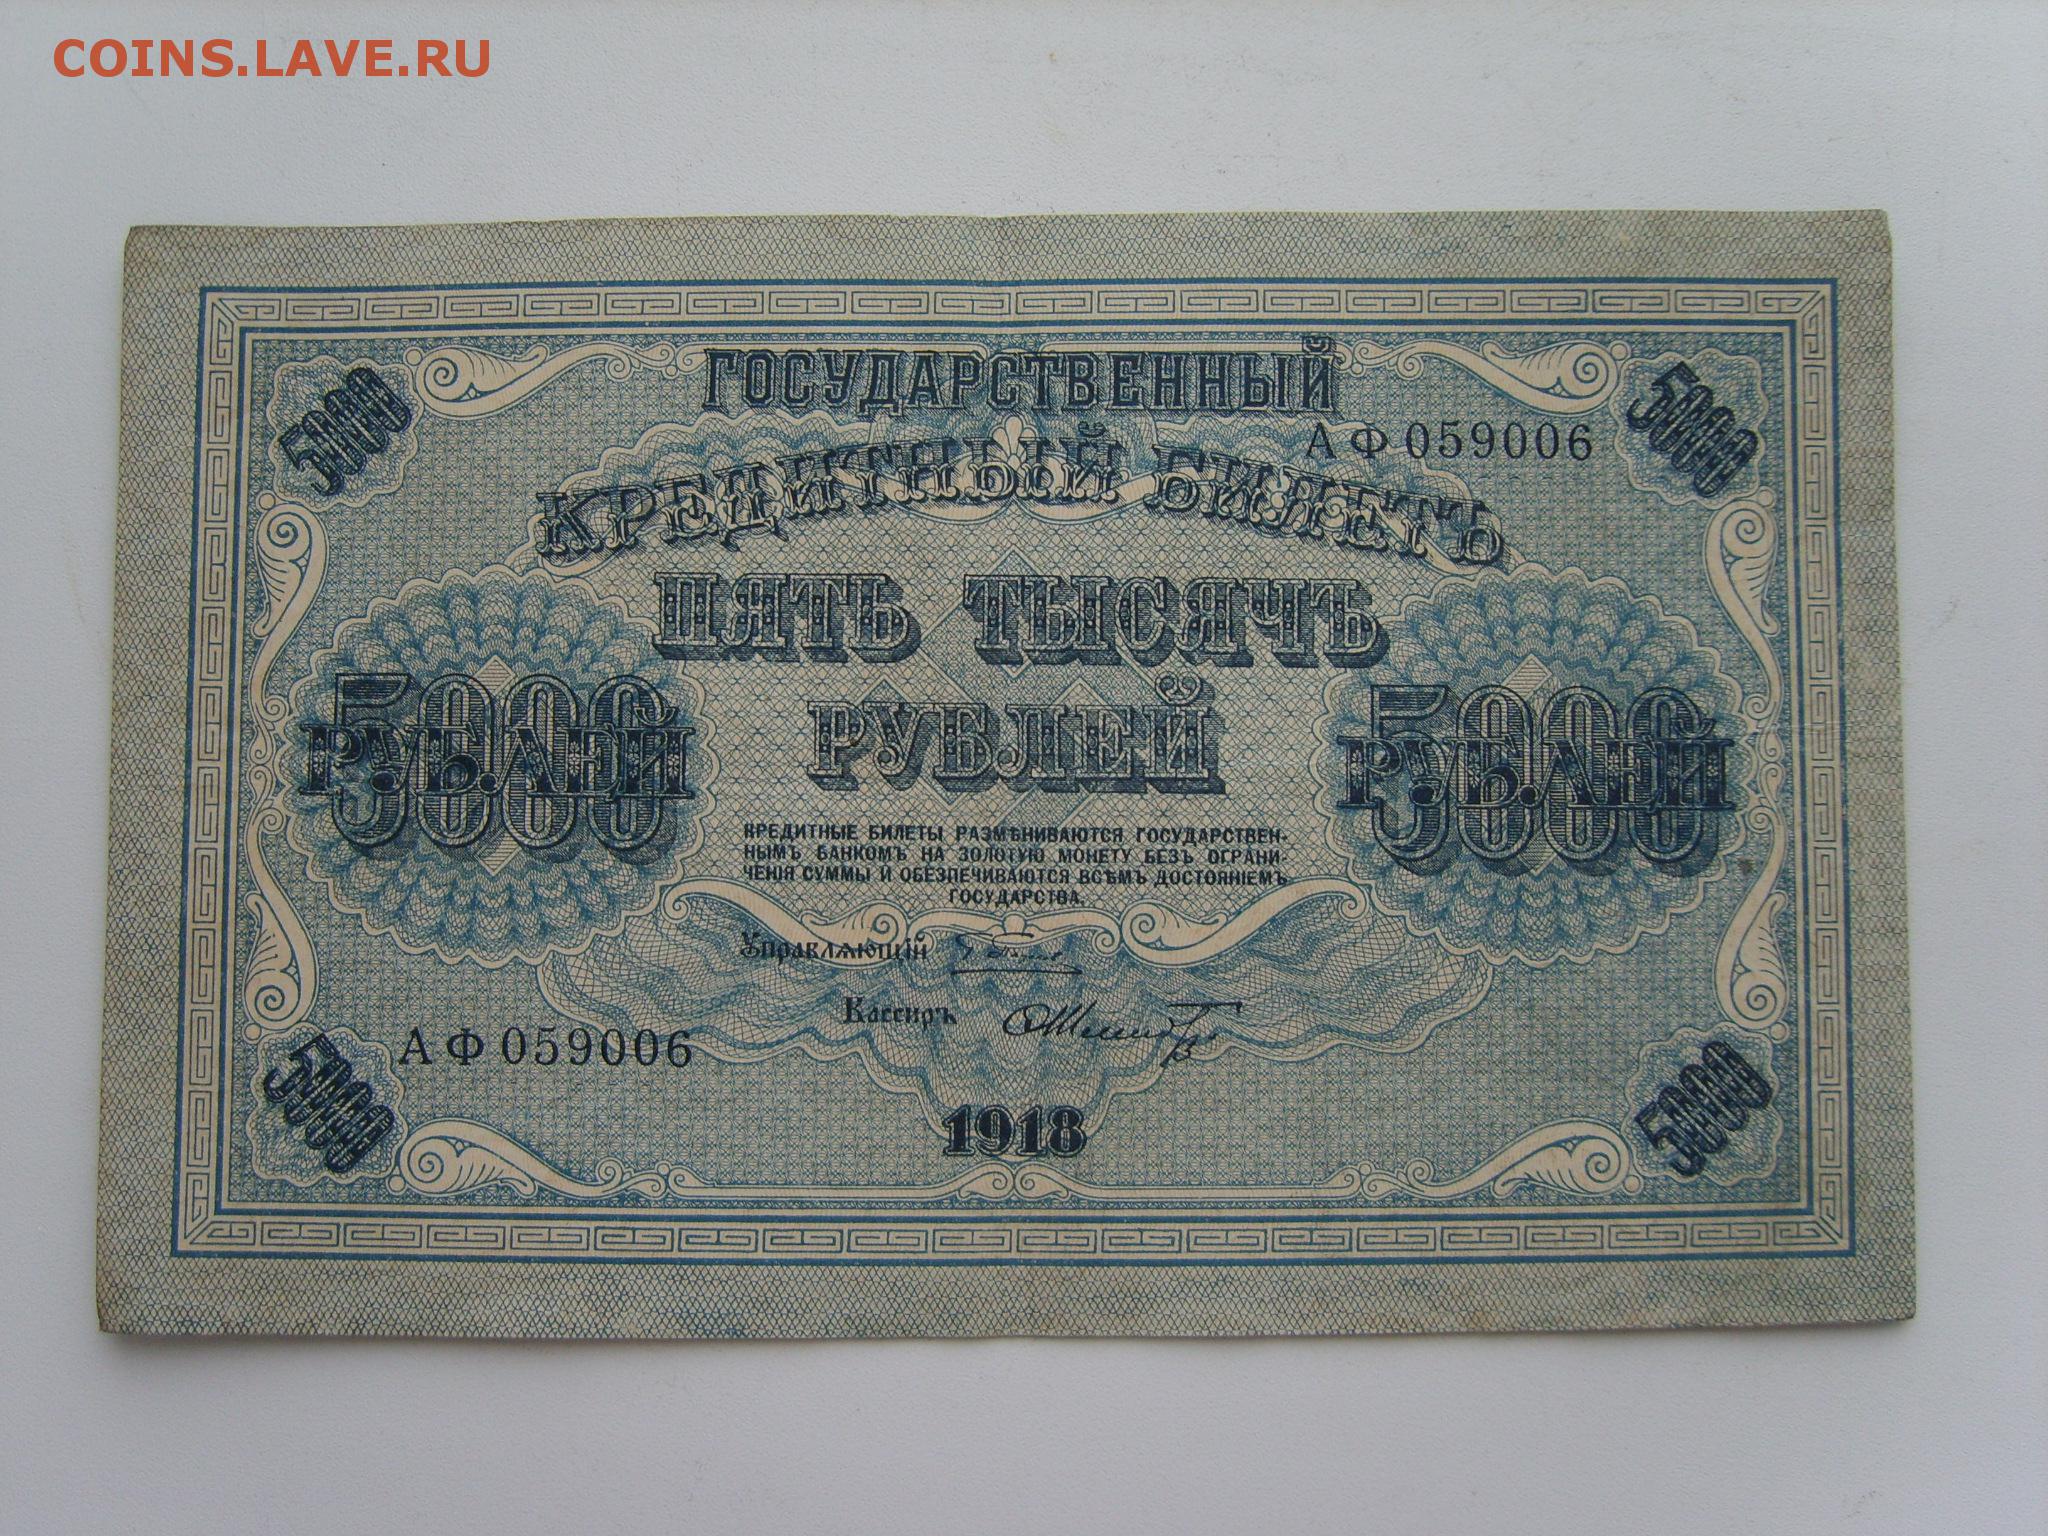 COINS.LAVE.RU
ГОСУДАРСТВЕННЫЙ
КРЕДИТНЫЙ БИЛЕТЪ
АФ 059006
5000
5000
ПЯТЬ ТЫСЯЧЪ
РУБЛЕЙ
5000
РУБЛЕЙ
5000
РУБЛЕЙ
КРЕДИТНЫЕ БИЛЕТЫ РАЗМѢНИВАЮТСЯ ГОСУДАРСТВЕН-
НЫМЪ БАНКОМЪ НА ЗОЛОТУЮ МОНЕТУ БЕЗЪ ОГРАНИ-
ЧЕНІЯ СУММЫ И ОБЕЗПЕЧИВАЮТСЯ ВСѢМЪ ДОСТОЯНІЕМЪ
ГОСУДАРСТВА.
Управляющій
Кассиръ
АФ 059006
5000
5000
1918